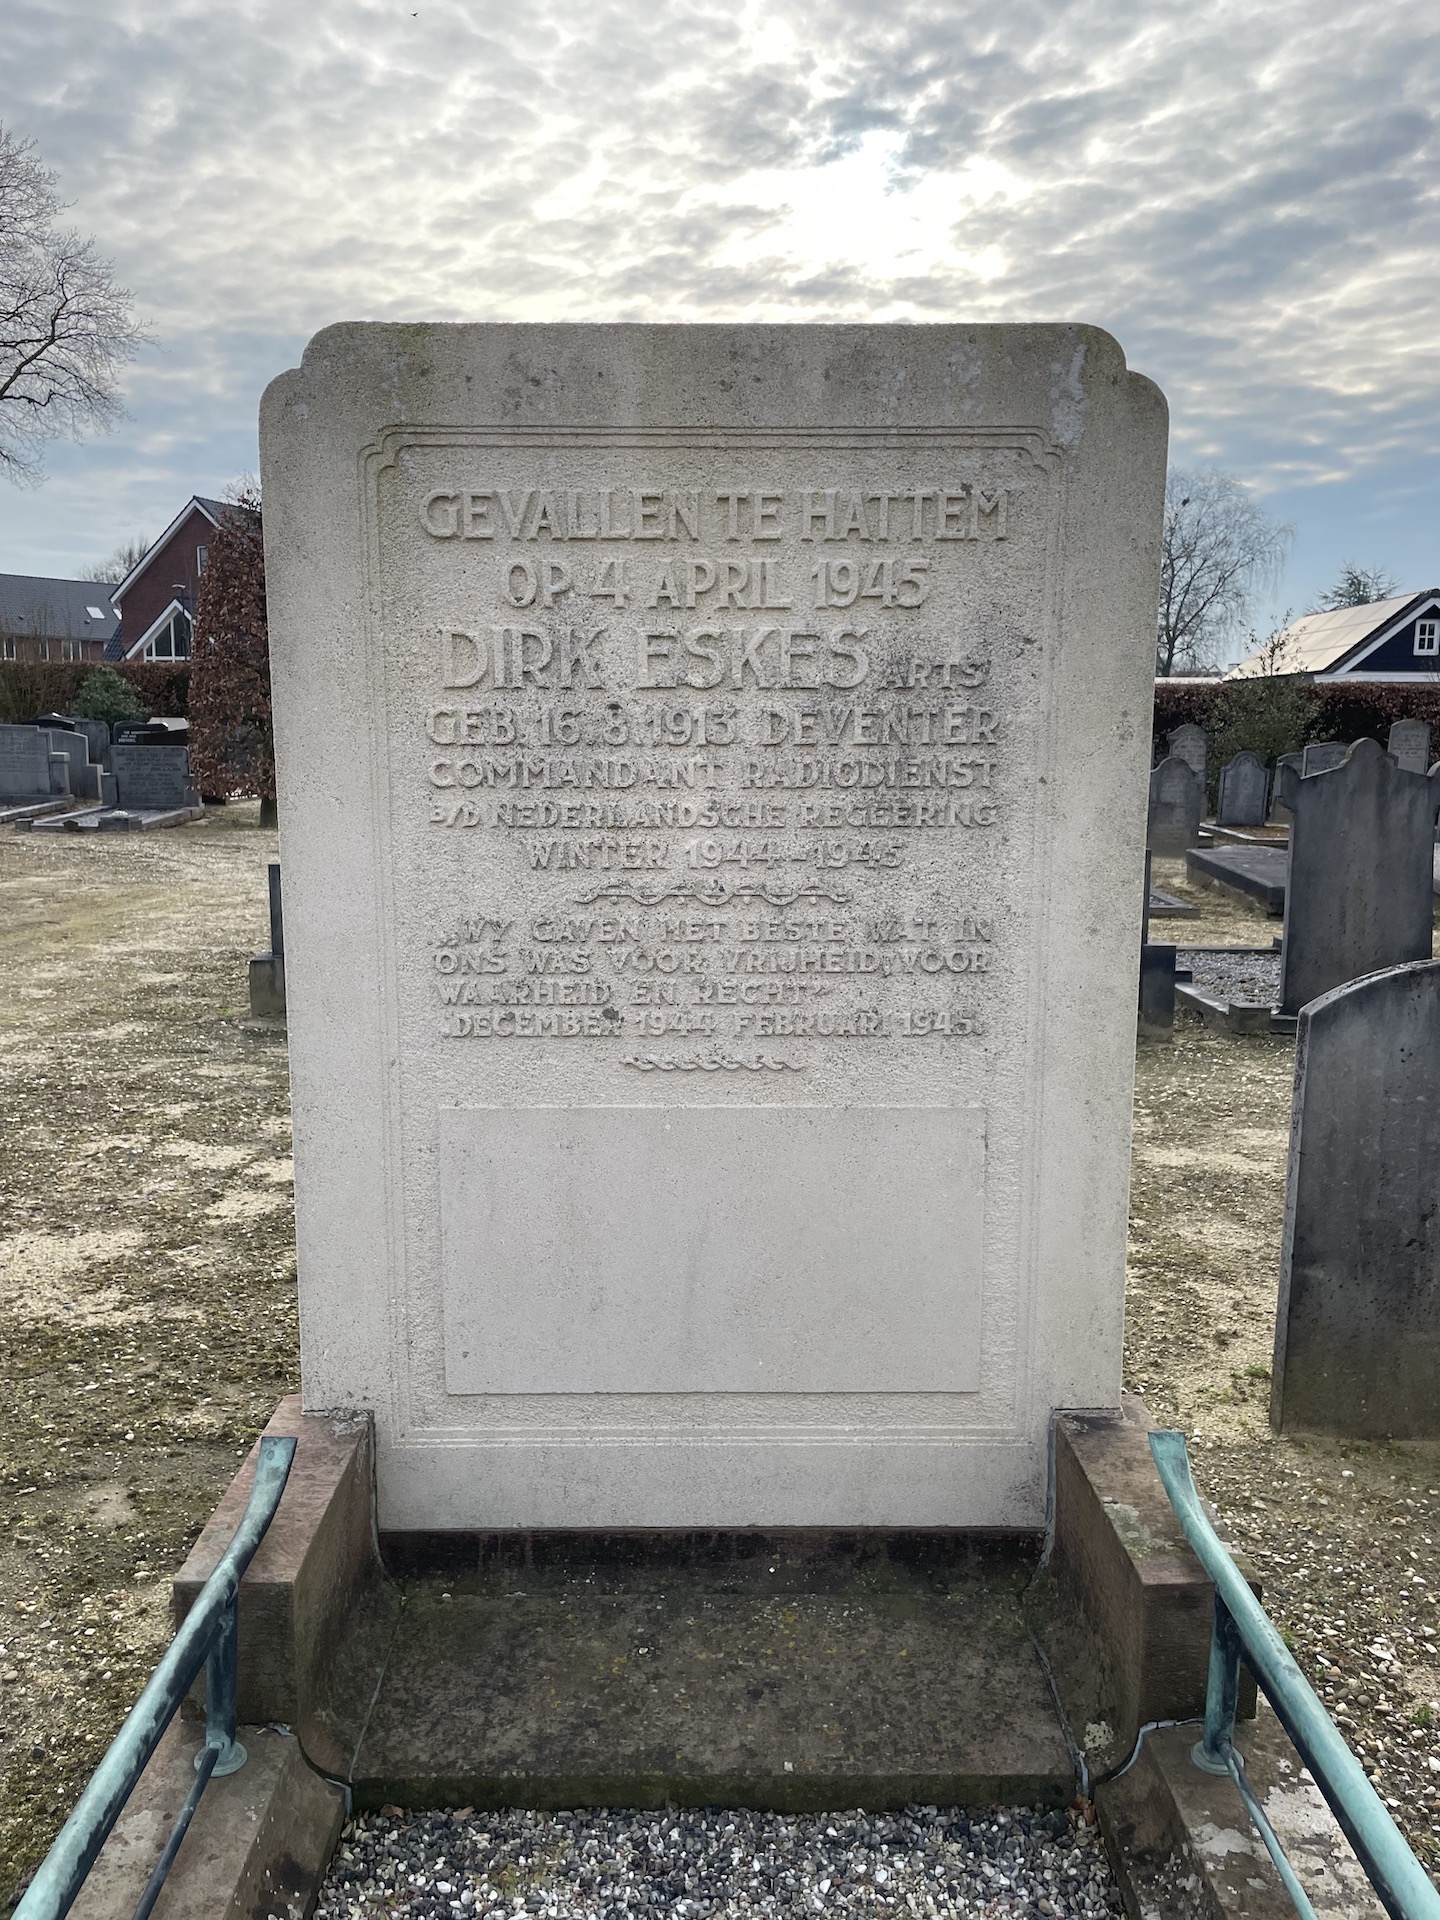 GEVALLEN TE HATTEM
OP 4 APRIL 1945
DIRK ESKES ARTS
GEB. 16.8.1913 DEVENTER
COMMANDANT RADIODIENST
B/D NEDERLANDSCHE REGEERING
WINTER 1944-1945
„WY GAVEN HET BESTE WAT IN
ONS WAS VOOR VRIJHEID, VOOR
WAARHEID EN RECHT”
DECEMBER 1944 FEBRUARI 1945